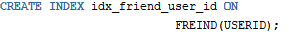 CREATE INDEX idx_friend_user_id ON
FREIND(USERID);